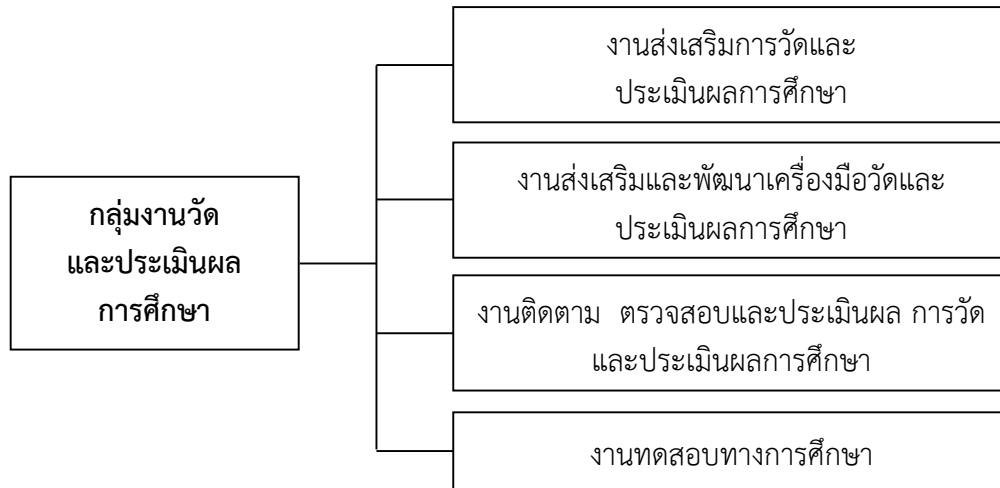 งานส่งเสริมการวัดและ
ประเมินผลการศึกษา
งานส่งเสริมและพัฒนาเครื่องมือวัดและ
ประเมินผลการศึกษา
กลุ่มงานวัด
และประเมินผล
การศึกษา
งานติดตาม ตรวจสอบและประเมินผล การวัด
และประเมินผลการศึกษา
งานทดสอบทางการศึกษา